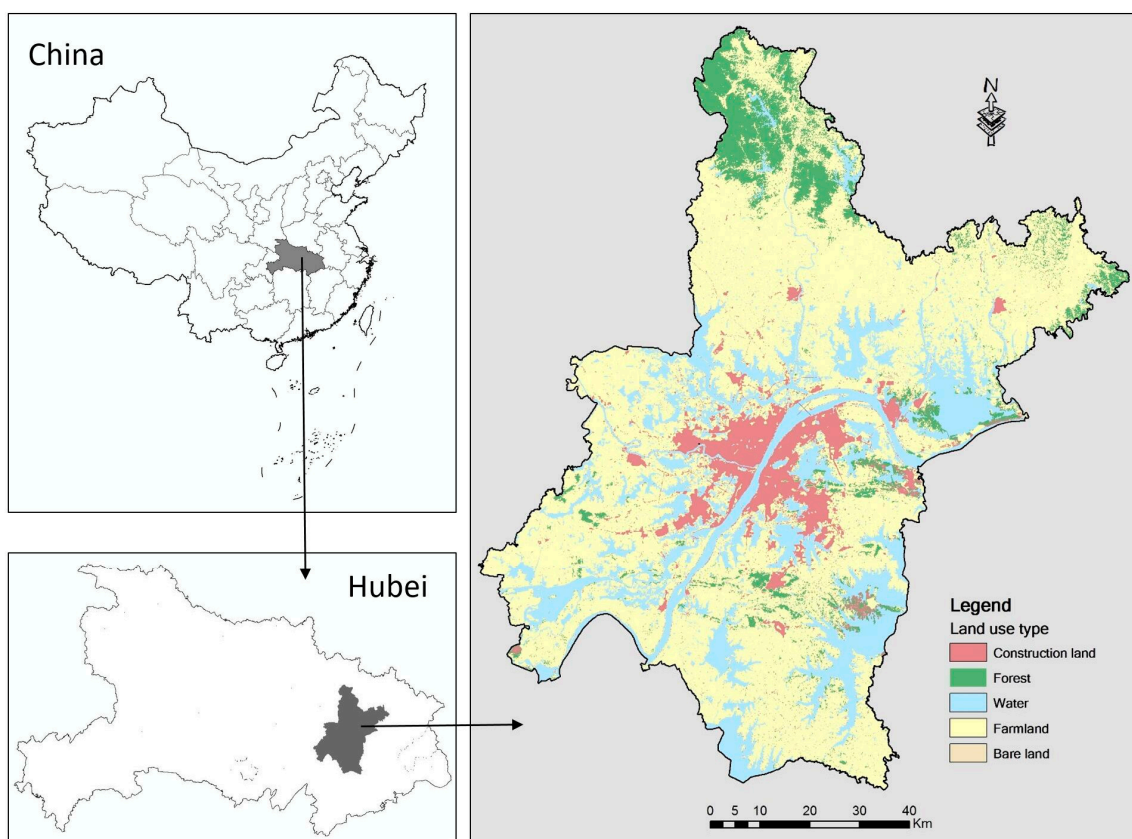 China
Hubei
N
Legend
Land use type
Construction land
Forest
Water
Farmland
Bare land
0 5 10 20 30 40
Km